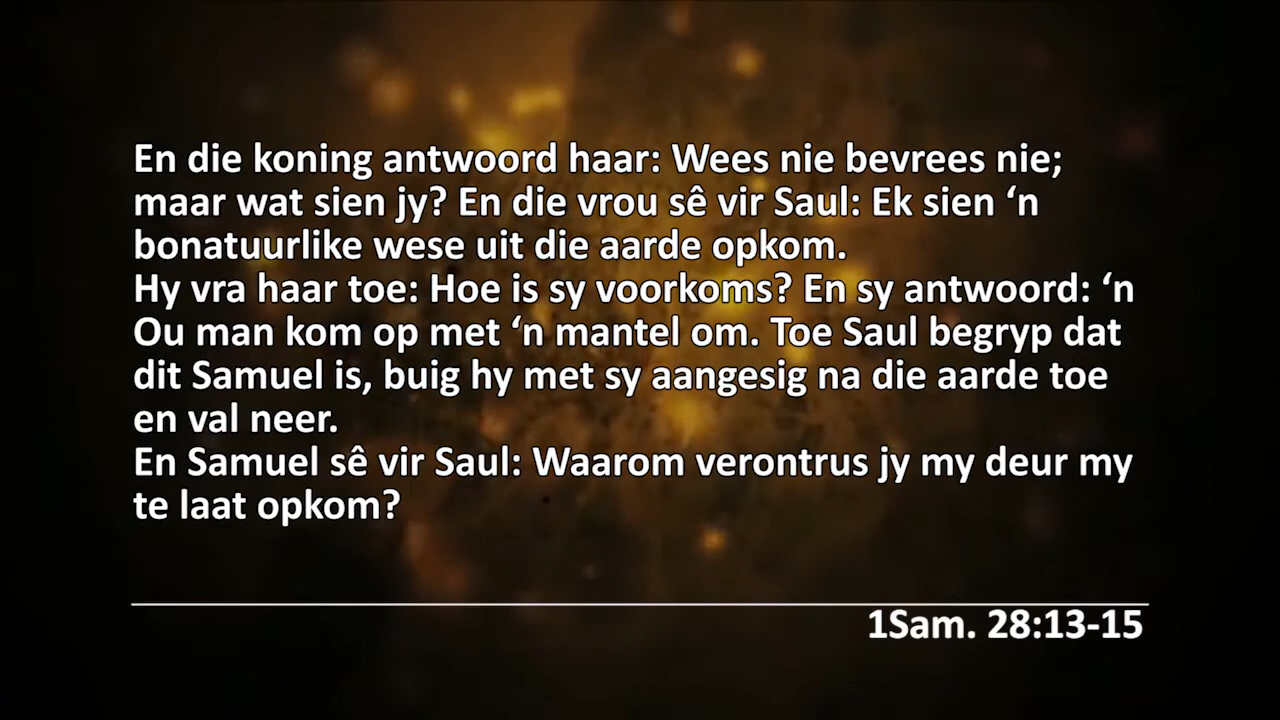 En die koning antwoord haar: Wees nie bevrees nie;
maar wat sien jy? En die vrou sê vir Saul: Ek sien ‘n
bonatuurlike wese uit die aarde opkom.
Hy vra haar toe: Hoe is sy voorkoms? En sy antwoord: ‘n
Ou man kom op met ‘n mantel om. Toe Saul begryp dat
dit Samuel is, buig hy met sy aangesig na die aarde toe
en val neer.
En Samuel sê vir Saul: Waarom verontrus jy my deur my
te laat opkom?
1Sam. 28:13-15